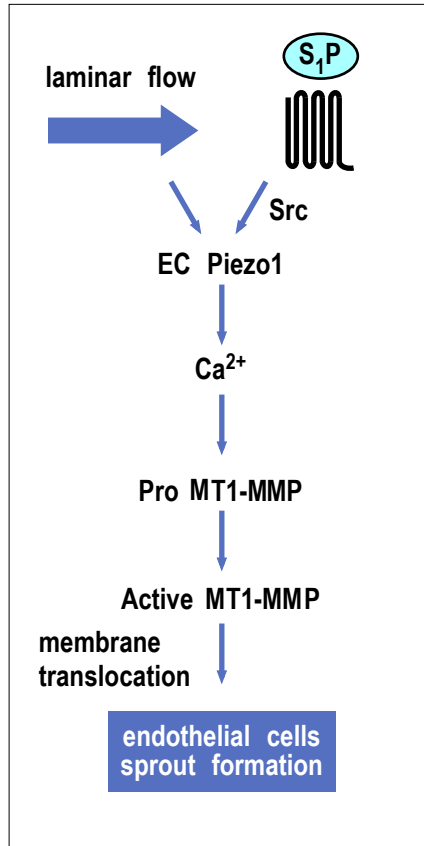 S₁P
laminar flow
Src
EC Piezo1
Ca²⁺
Pro MT1-MMP
Active MT1-MMP
membrane
translocation
endothelial cells
sprout formation